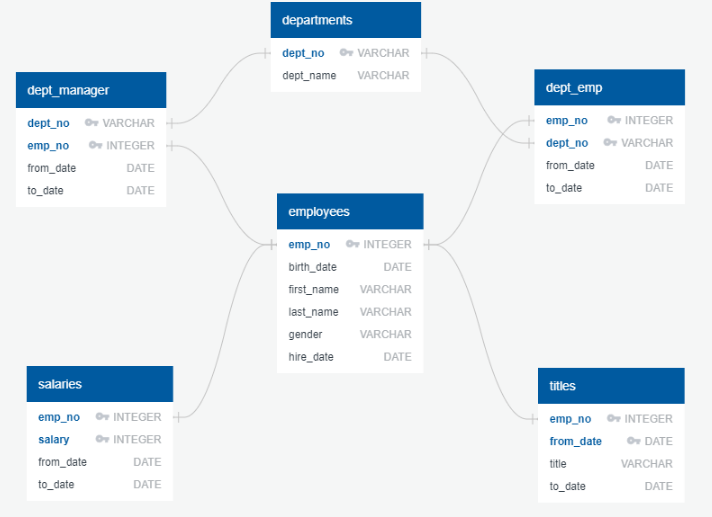 departments
dept_no VARCHAR
dept_name VARCHAR
dept_manager
dept_no VARCHAR
emp_no INTEGER
from_date DATE
to_date DATE
dept_emp
emp_no INTEGER
dept_no VARCHAR
from_date DATE
to_date DATE
employees
emp_no INTEGER
birth_date DATE
first_name VARCHAR
last_name VARCHAR
gender VARCHAR
hire_date DATE
salaries
emp_no INTEGER
salary INTEGER
from_date DATE
to_date DATE
titles
emp_no INTEGER
from_date DATE
title VARCHAR
to_date DATE